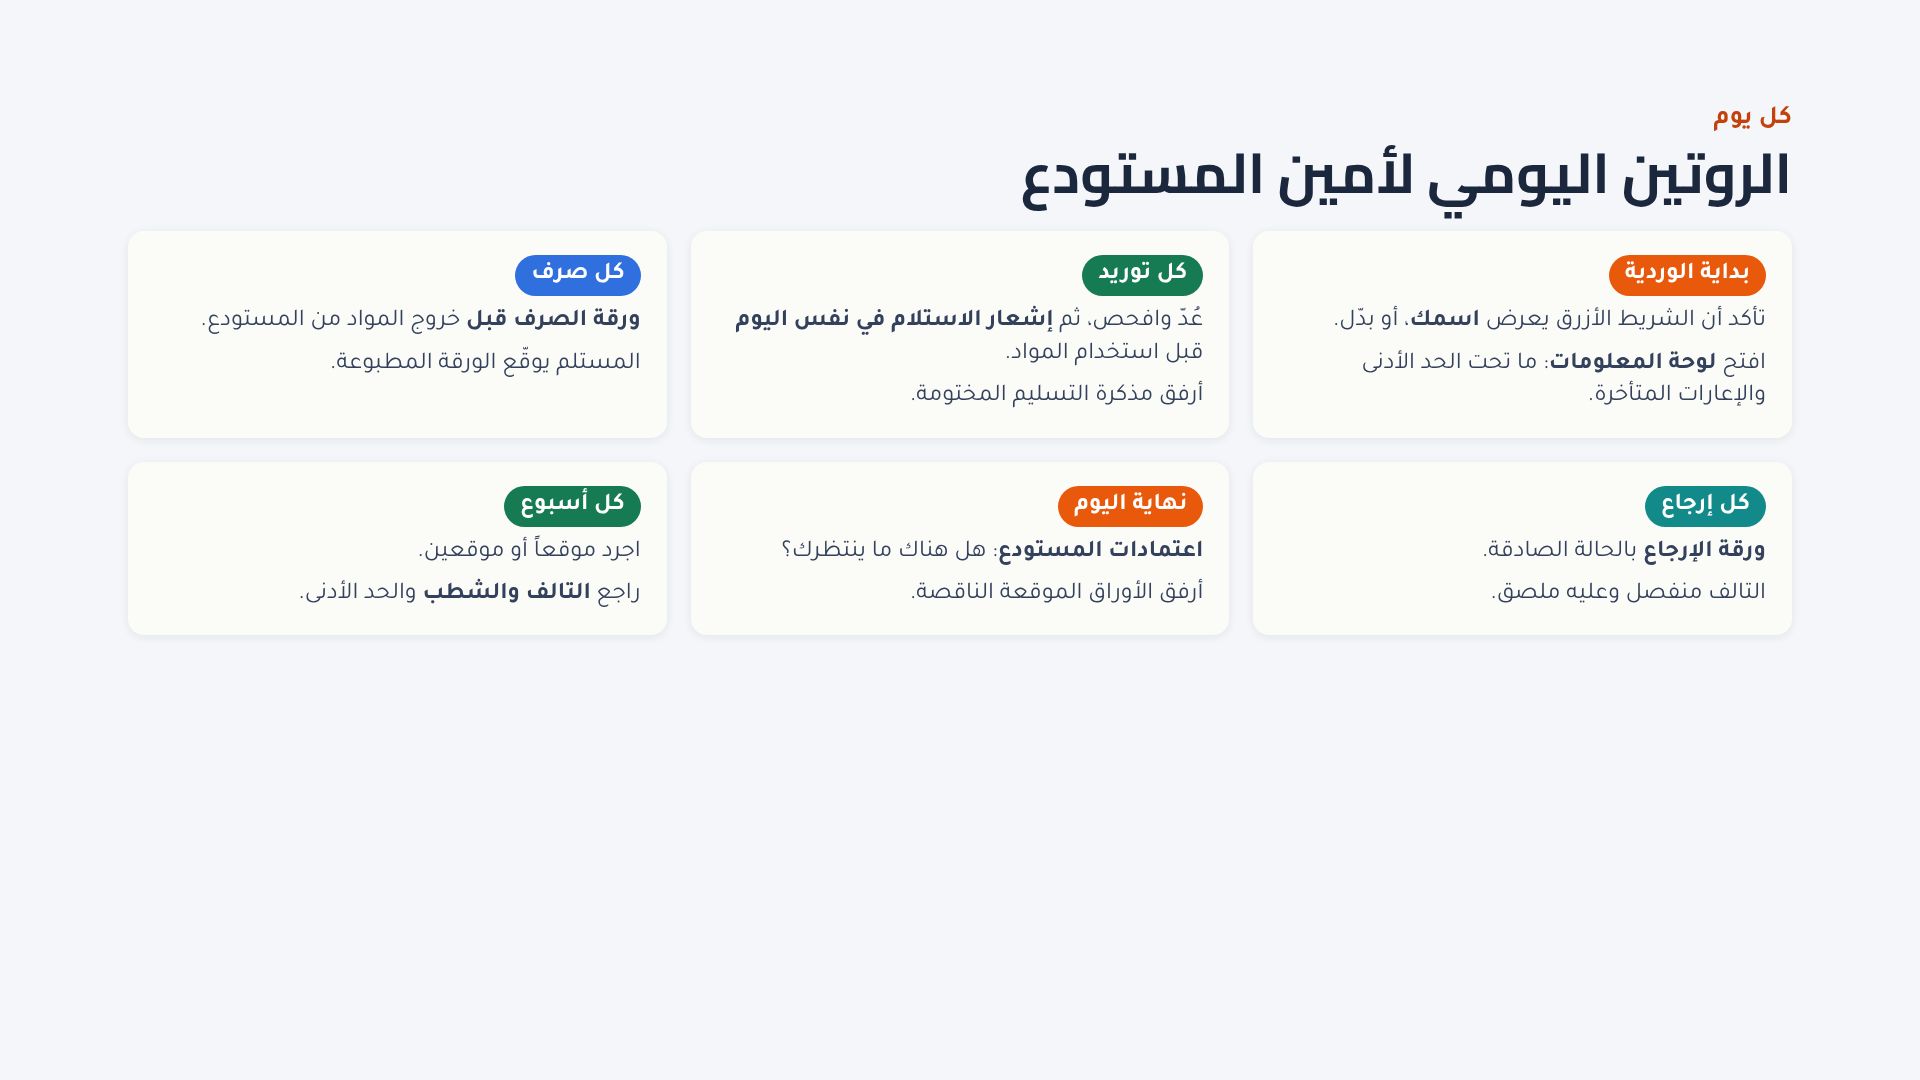 كل يوم
الروتين اليومي لأمين المستودع
بداية الوردية
تأكد أن الشريط الأزرق يعرض اسمك، أو بدّل.
افتح لوحة المعلومات: ما تحت الحد الأدنى
والإعارات المتأخرة.
كل توريد
عُدّ وافحص، ثم إشعار الاستلام في نفس اليوم
قبل استخدام المواد.
أرفق مذكرة التسليم المختومة.
كل صرف
ورقة الصرف قبل خروج المواد من المستودع.
المستلم يوقّع الورقة المطبوعة.
كل إرجاع
ورقة الإرجاع بالحالة الصادقة.
التالف منفصل وعليه ملصق.
نهاية اليوم
اعتمادات المستودع: هل هناك ما ينتظرك؟
أرفق الأوراق الموقعة الناقصة.
كل أسبوع
اجرد موقعاً أو موقعين.
راجع التالف والشطب والحد الأدنى.